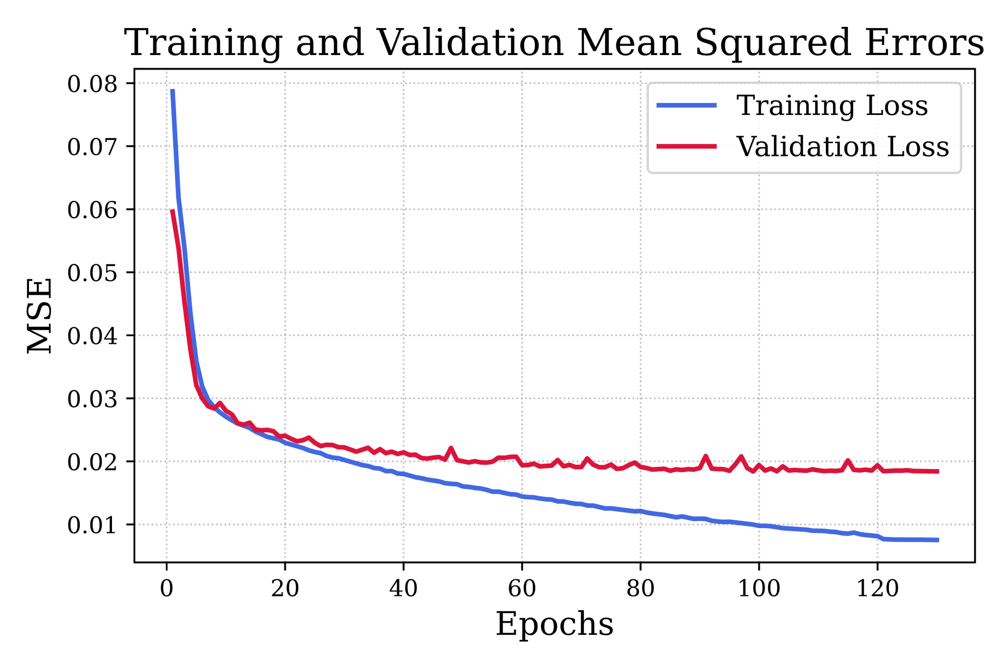 Training and Validation Mean Squared Errors
0.08
0.07
0.06
0.05
0.04
0.03
0.02
0.01
MSE
Training Loss
Validation Loss
0 20 40 60 80 100 120
Epochs